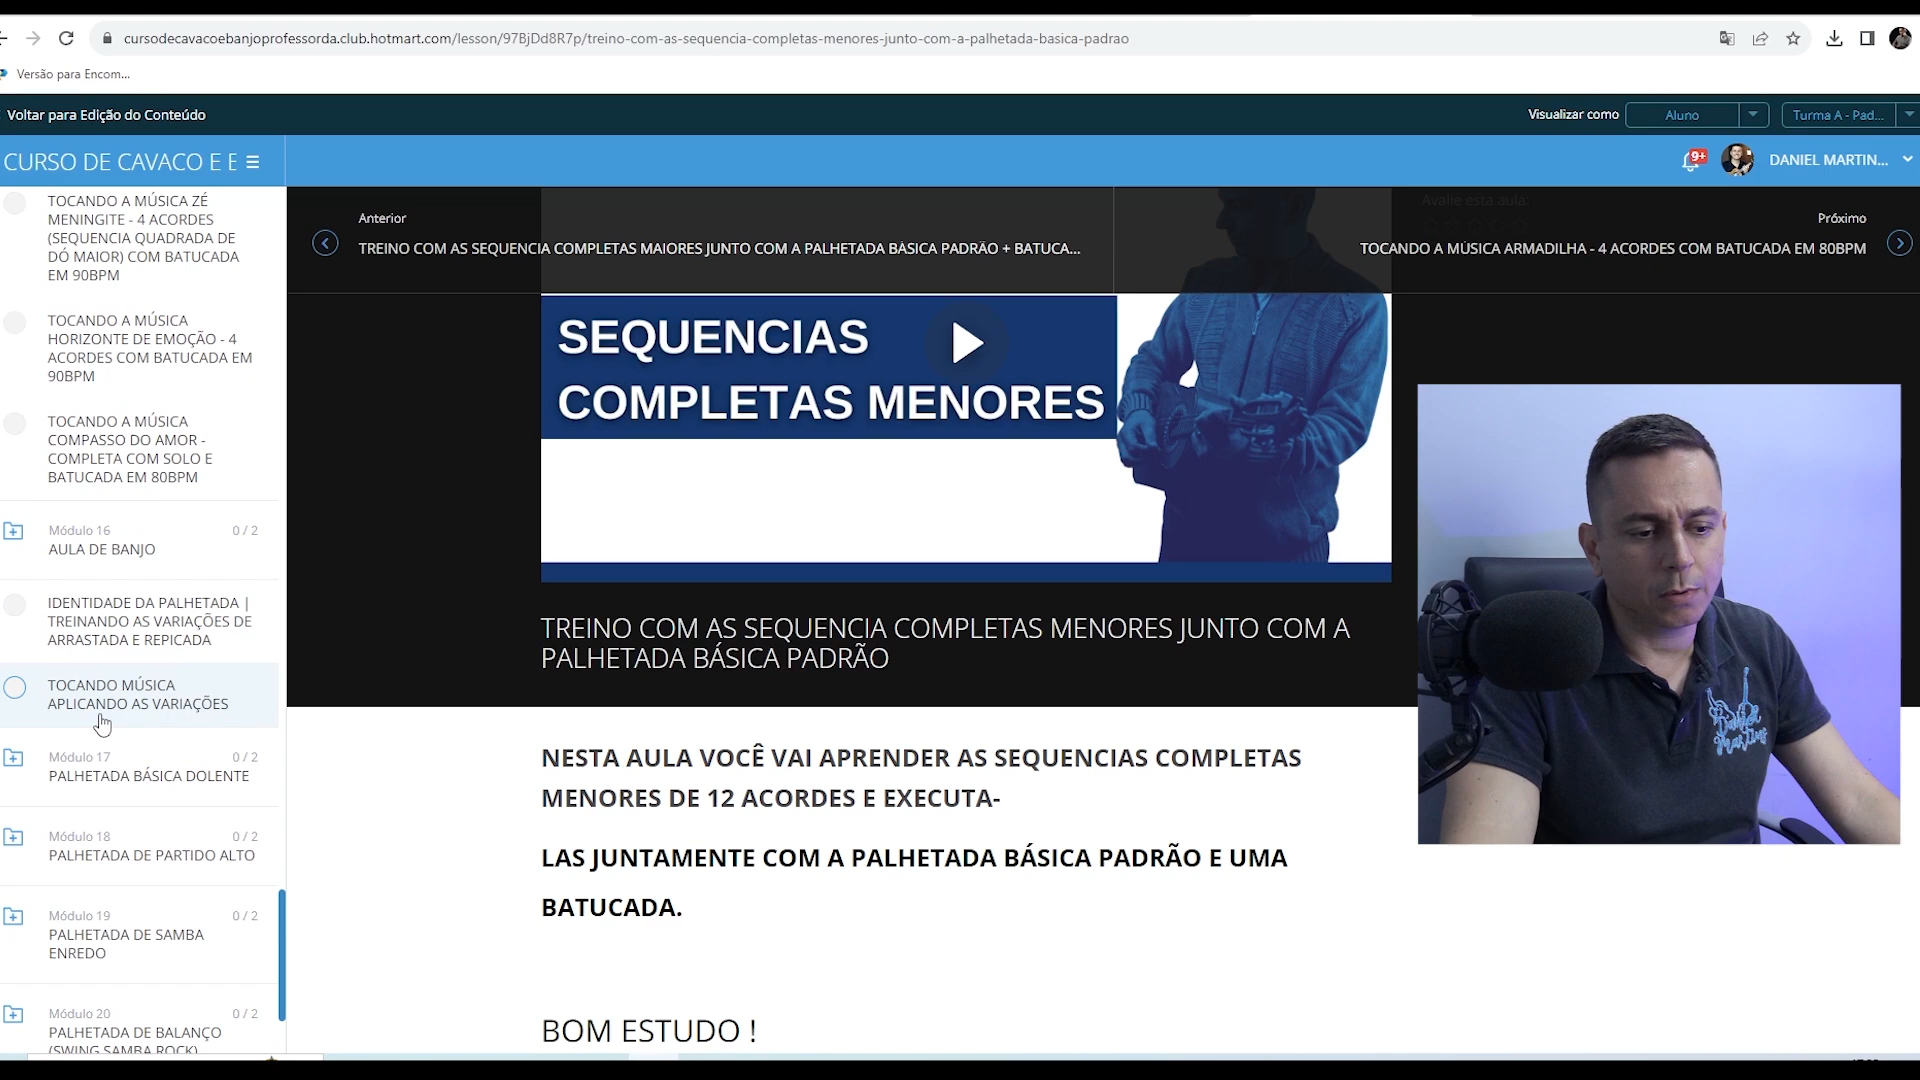 cursodecavacoebanjoprofessorda.club.hotmart.com/lesson/97BjDd8R7p/treino-com-as-sequencia-completas-menores-junto-com-a-palhetada-basica-padrao
Versão para Encom...
Voltar para Edição do Conteúdo
Visualizar como
Aluno
Turma A - Pad...
CURSO DE CAVACO E E
9+
DANIEL MARTIN...
TOCANDO A MÚSICA ZÉ
MENINGITE - 4 ACORDES
(SEQUENCIA QUADRADA DE
DÓ MAIOR) COM BATUCADA
EM 90BPM
TOCANDO A MÚSICA
HORIZONTE DE EMOÇÃO - 4
ACORDES COM BATUCADA EM
90BPM
TOCANDO A MÚSICA
COMPASSO DO AMOR -
COMPLETA COM SOLO E
BATUCADA EM 80BPM
Módulo 16
0 / 2
AULA DE BANJO
IDENTIDADE DA PALHETADA |
TREINANDO AS VARIAÇÕES DE
ARRASTADA E REPICADA
TOCANDO MÚSICA
APLICANDO AS VARIAÇÕES
Módulo 17
0 / 2
PALHETADA BÁSICA DOLENTE
Módulo 18
0 / 2
PALHETADA DE PARTIDO ALTO
Módulo 19
0 / 2
PALHETADA DE SAMBA
ENREDO
Módulo 20
0 / 2
PALHETADA DE BALANÇO
(SWING SAMBA ROCK)
Anterior
TREINO COM AS SEQUENCIA COMPLETAS MAIORES JUNTO COM A PALHETADA BÁSICA PADRÃO + BATUCA...
Avalie esta aula:
Próximo
TOCANDO A MÚSICA ARMADILHA - 4 ACORDES COM BATUCADA EM 80BPM
SEQUENCIAS
COMPLETAS MENORES
TREINO COM AS SEQUENCIA COMPLETAS MENORES JUNTO COM A
PALHETADA BÁSICA PADRÃO
NESTA AULA VOCÊ VAI APRENDER AS SEQUENCIAS COMPLETAS
MENORES DE 12 ACORDES E EXECUTA-
LAS JUNTAMENTE COM A PALHETADA BÁSICA PADRÃO E UMA
BATUCADA.
BOM ESTUDO !
Daniel
Martins